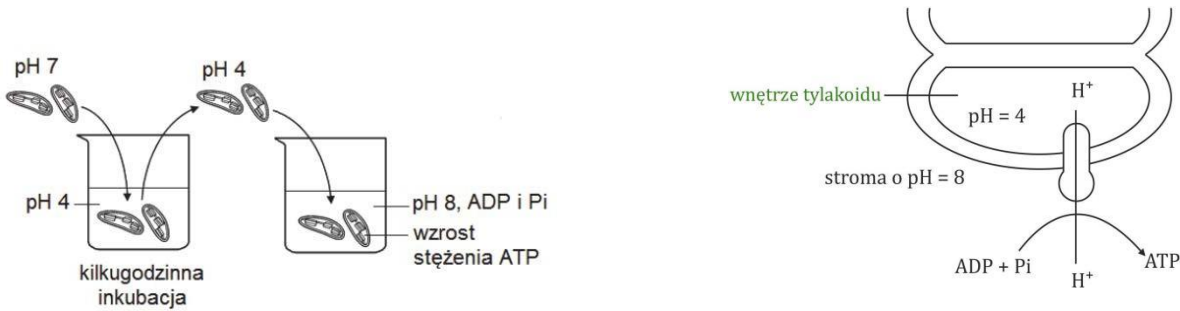 pH 7
pH 4
pH 4
kilkugodzinna
inkubacja
pH 8, ADP i Pi
wzrost
stężenia ATP
wnętrze tylakoidu
H⁺
pH = 4
stroma o pH = 8
ADP + Pi
ATP
H⁺